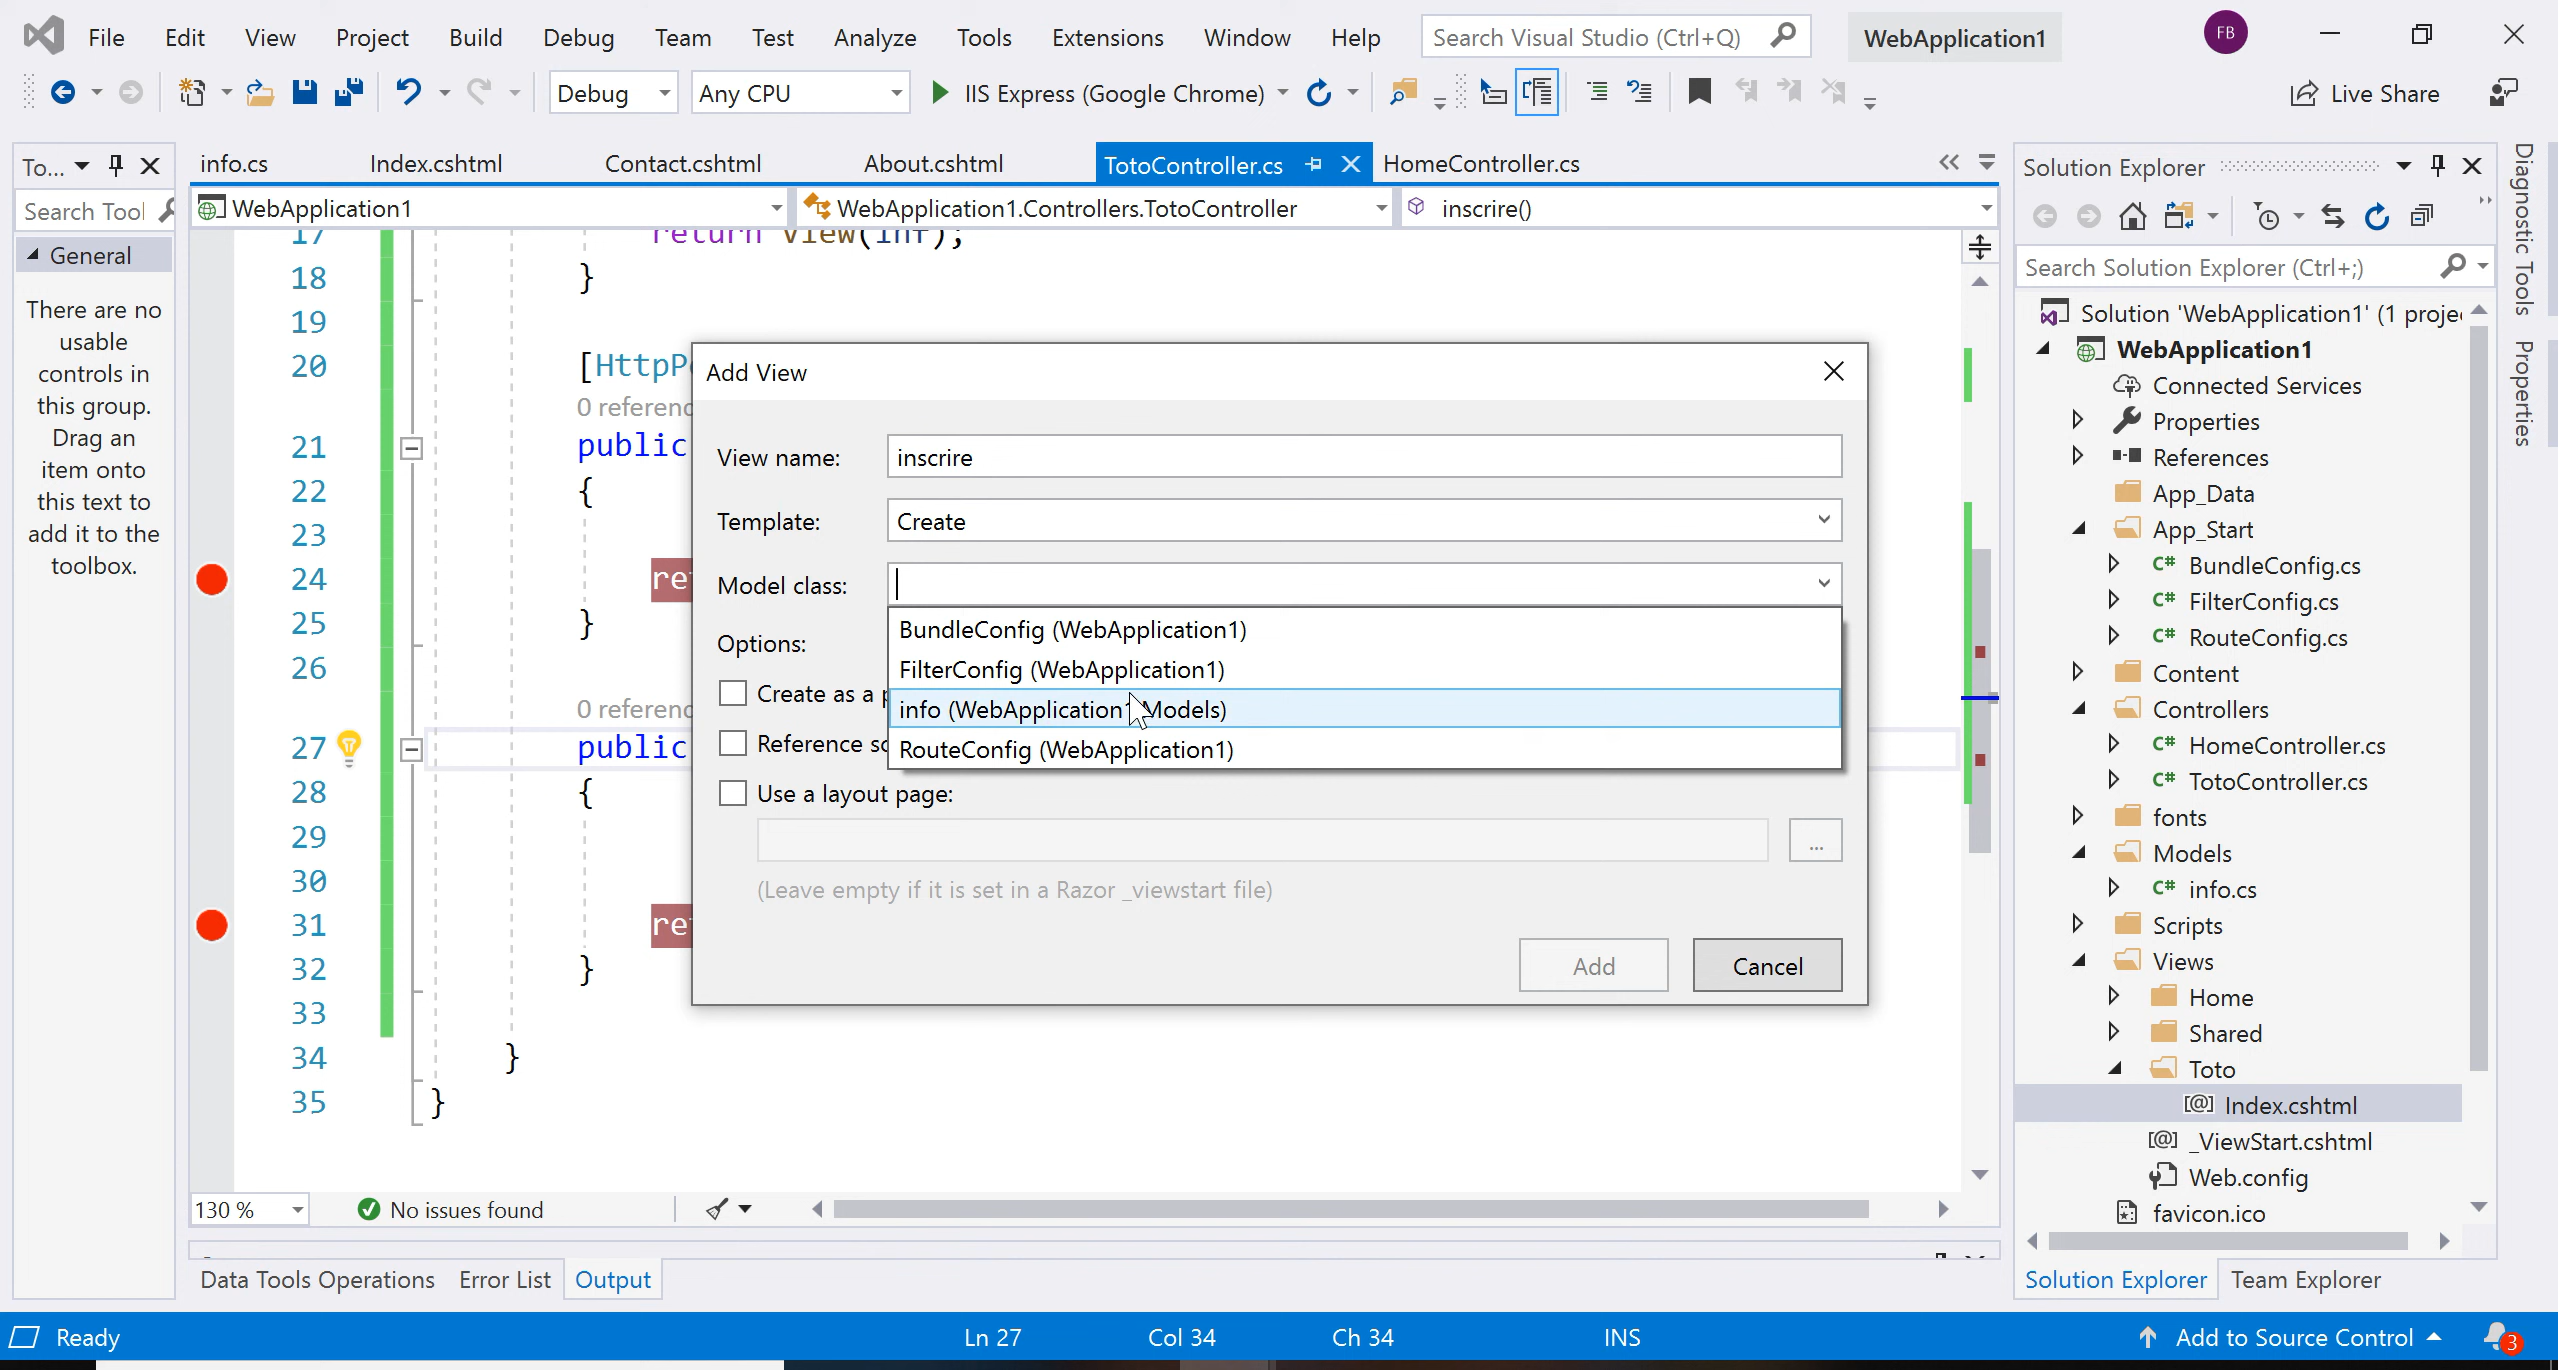 File Edit View Project Build Debug Team Test Analyze Tools Extensions Window Help Search Visual Studio (Ctrl+Q) WebApplication1 FB
Debug Any CPU IIS Express (Google Chrome) Live Share
To... info.cs Index.cshtml Contact.cshtml About.cshtml TotoController.cs HomeController.cs
Search Tool WebApplication1 WebApplication1.Controllers.TotoController inscrire()
General
There are no
usable
controls in
this group.
Drag an
item onto
this text to
add it to the
toolbox.
17 return View(inf);
18 }
19
20 [HttpP
0 referenc
21 public
22 {
23
24 ret
25 }
26
0 referenc
27 public
28 {
29
30
31 ret
32 }
33
34 }
35 }
Add View
View name: inscrire
Template: Create
Model class:
BundleConfig (WebApplication1)
FilterConfig (WebApplication1)
info (WebApplication1.Models)
RouteConfig (WebApplication1)
Options:
Create as a p
Reference sc
Use a layout page:
...
(Leave empty if it is set in a Razor _viewstart file)
Add Cancel
130 % No issues found
Data Tools Operations Error List Output
Solution Explorer
Search Solution Explorer (Ctrl+;)
Solution 'WebApplication1' (1 projec
WebApplication1
Connected Services
Properties
References
App_Data
App_Start
C# BundleConfig.cs
C# FilterConfig.cs
C# RouteConfig.cs
Content
Controllers
C# HomeController.cs
C# TotoController.cs
fonts
Models
C# info.cs
Scripts
Views
Home
Shared
Toto
[@] Index.cshtml
[@] _ViewStart.cshtml
Web.config
favicon.ico
Solution Explorer Team Explorer
Diagnostic Tools
Properties
Ready Ln 27 Col 34 Ch 34 INS Add to Source Control 3